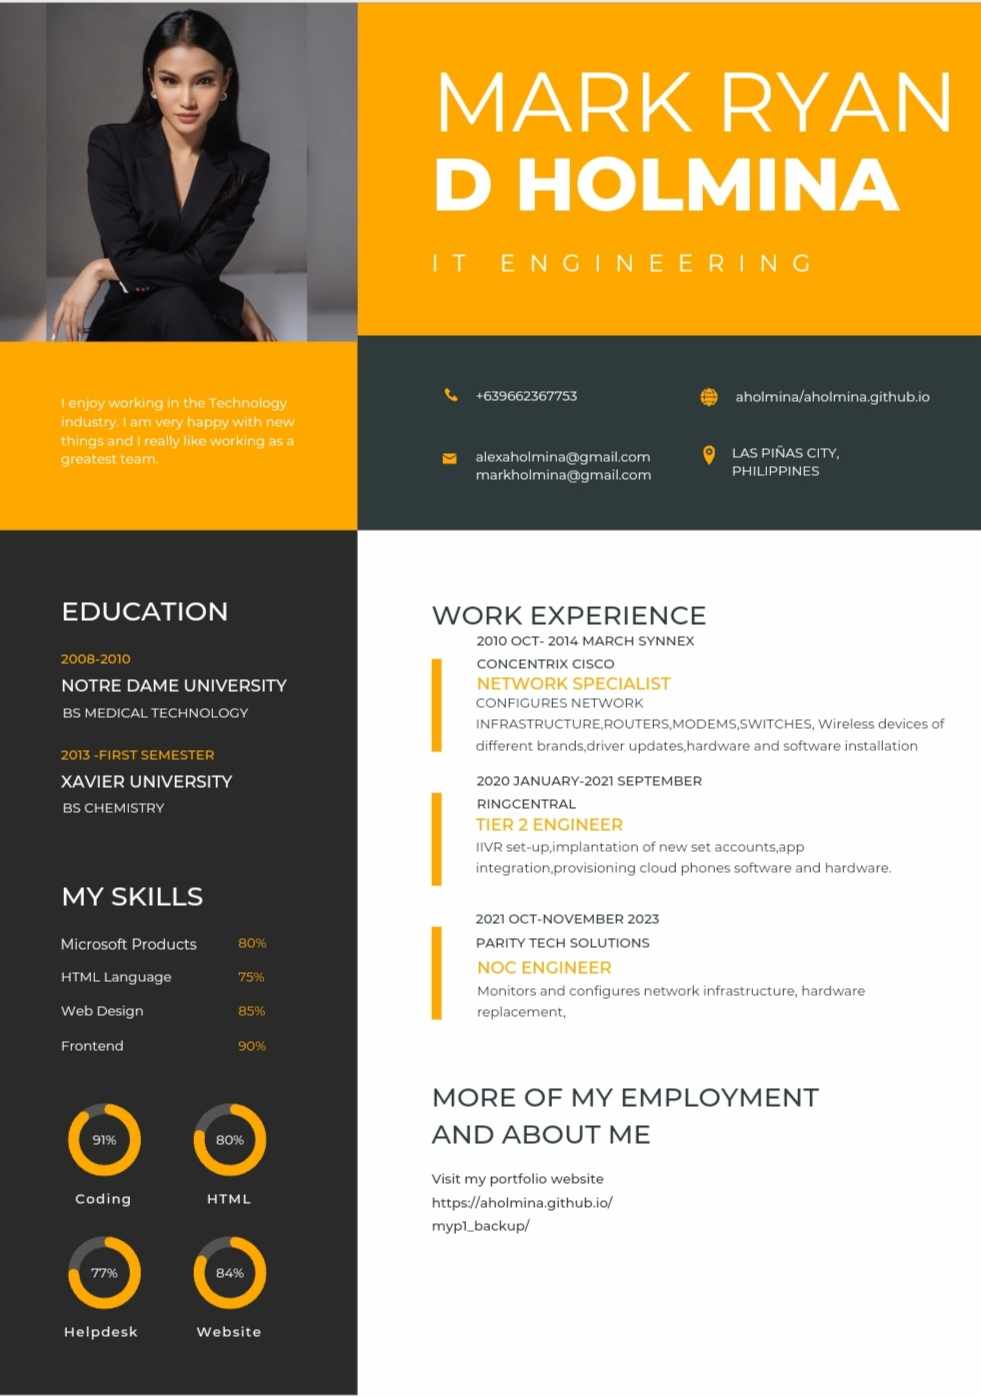 MARK RYAN
D HOLMINA
IT ENGINEERING
I enjoy working in the Technology
industry. I am very happy with new
things and I really like working as a
greatest team.
+639662367753
aholmina/aholmina.github.io
alexaholmina@gmail.com
markholmina@gmail.com
LAS PIÑAS CITY,
PHILIPPINES
EDUCATION
2008-2010
NOTRE DAME UNIVERSITY
BS MEDICAL TECHNOLOGY
2013 -FIRST SEMESTER
XAVIER UNIVERSITY
BS CHEMISTRY
MY SKILLS
Microsoft Products 80%
HTML Language 75%
Web Design 85%
Frontend 90%
91%
Coding
80%
HTML
77%
Helpdesk
84%
Website
WORK EXPERIENCE
2010 OCT- 2014 MARCH SYNNEX
CONCENTRIX CISCO
NETWORK SPECIALIST
CONFIGURES NETWORK
INFRASTRUCTURE,ROUTERS,MODEMS,SWITCHES, Wireless devices of
different brands,driver updates,hardware and software installation
2020 JANUARY-2021 SEPTEMBER
RINGCENTRAL
TIER 2 ENGINEER
IIVR set-up,implantation of new set accounts,app
integration,provisioning cloud phones software and hardware.
2021 OCT-NOVEMBER 2023
PARITY TECH SOLUTIONS
NOC ENGINEER
Monitors and configures network infrastructure, hardware
replacement,
MORE OF MY EMPLOYMENT
AND ABOUT ME
Visit my portfolio website
https://aholmina.github.io/
myp1_backup/